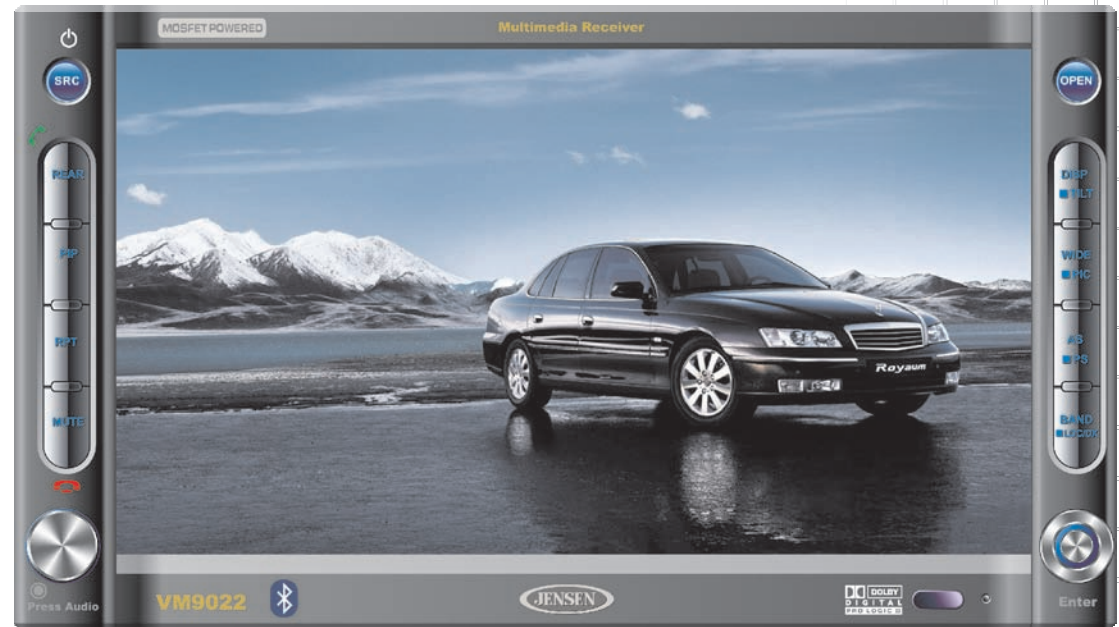 MOSFET POWERED
Multimedia Receiver
SRC
OPEN
REAR
PIP
RPT
MUTE
DISP
TILT
WIDE
PIC
AS
PS
BAND
LOC/DX
Royaum
Press Audio
VM9022
JENSEN
DOLBY
DIGITAL
PRO LOGIC II
Enter